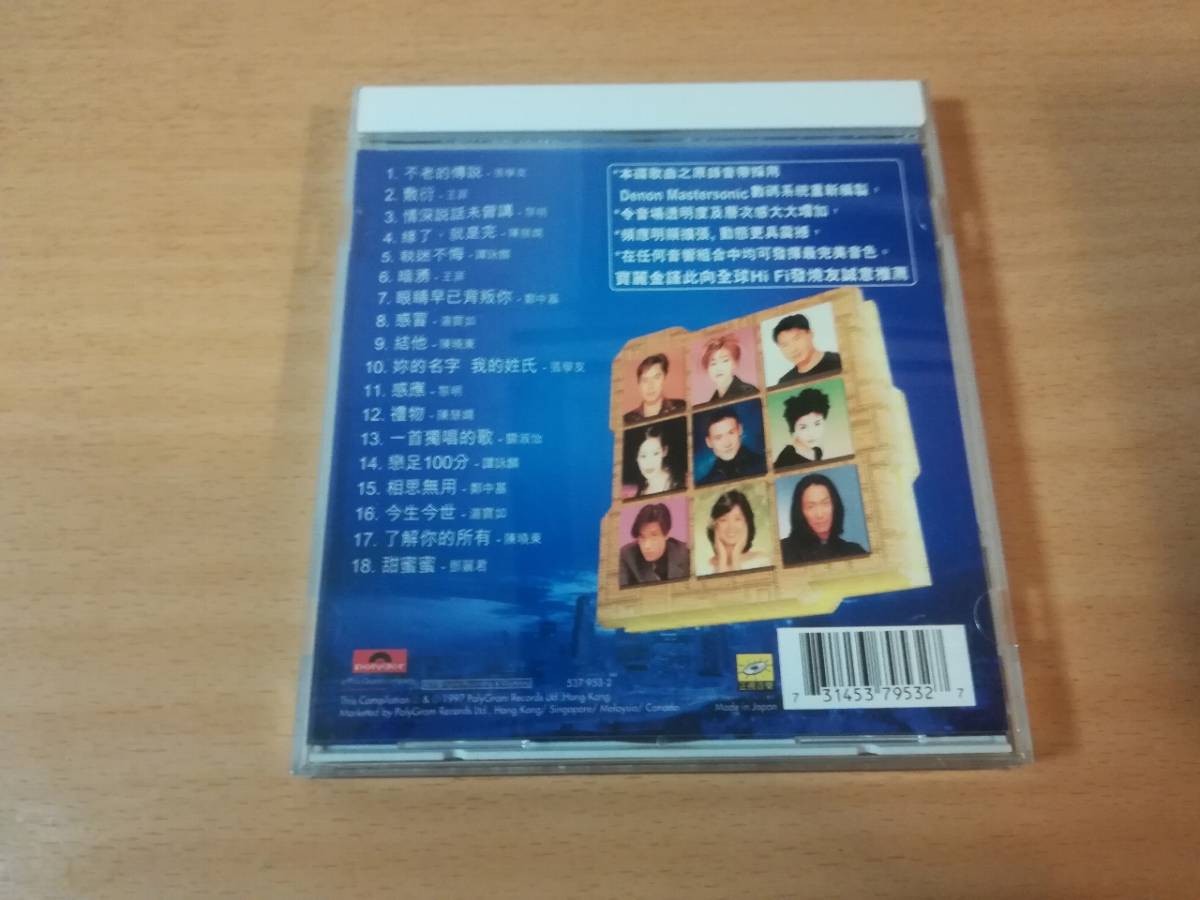 1. 不老的傳說 - 張學友
2. 敷衍 - 王菲
3. 情深說話未曾講 - 黎明
4. 緣了,就是完 - 陳慧嫻
5. 執迷不悔 - 譚詠麟
6. 暗湧 - 王菲
7. 眼睛早已背叛你 - 鄭中基
8. 感冒 - 湯寶如
9. 結他 - 陳曉東
10. 妳的名字 我的姓氏 - 張學友
11. 感應 - 黎明
12. 禮物 - 陳慧嫻
13. 一首獨唱的歌 - 關淑怡
14. 戀足100分 - 譚詠麟
15. 相思無用 - 鄭中基
16. 今生今世 - 湯寶如
17. 了解你的所有 - 陳曉東
18. 甜蜜蜜 - 鄧麗君
*本碟歌曲之原錄音帶採用
Denon Mastersonic 數碼系統重新模製,
*令音場透明度及層次感大大增加,
*頻應明顯擴張,動態更具震撼,
*在任何音響組合中均可發揮最完美音色。
寶麗金謹此向全球Hi Fi發燒友誠意推薦
polydor
537 953-2
This Compilation ℗ & © 1997 PolyGram Records Ltd., Hong Kong
Marketed by PolyGram Records Ltd., Hong Kong/ Singapore/ Malaysia/ Canada
Made in Japan
正視音樂
7 31453 79532 7